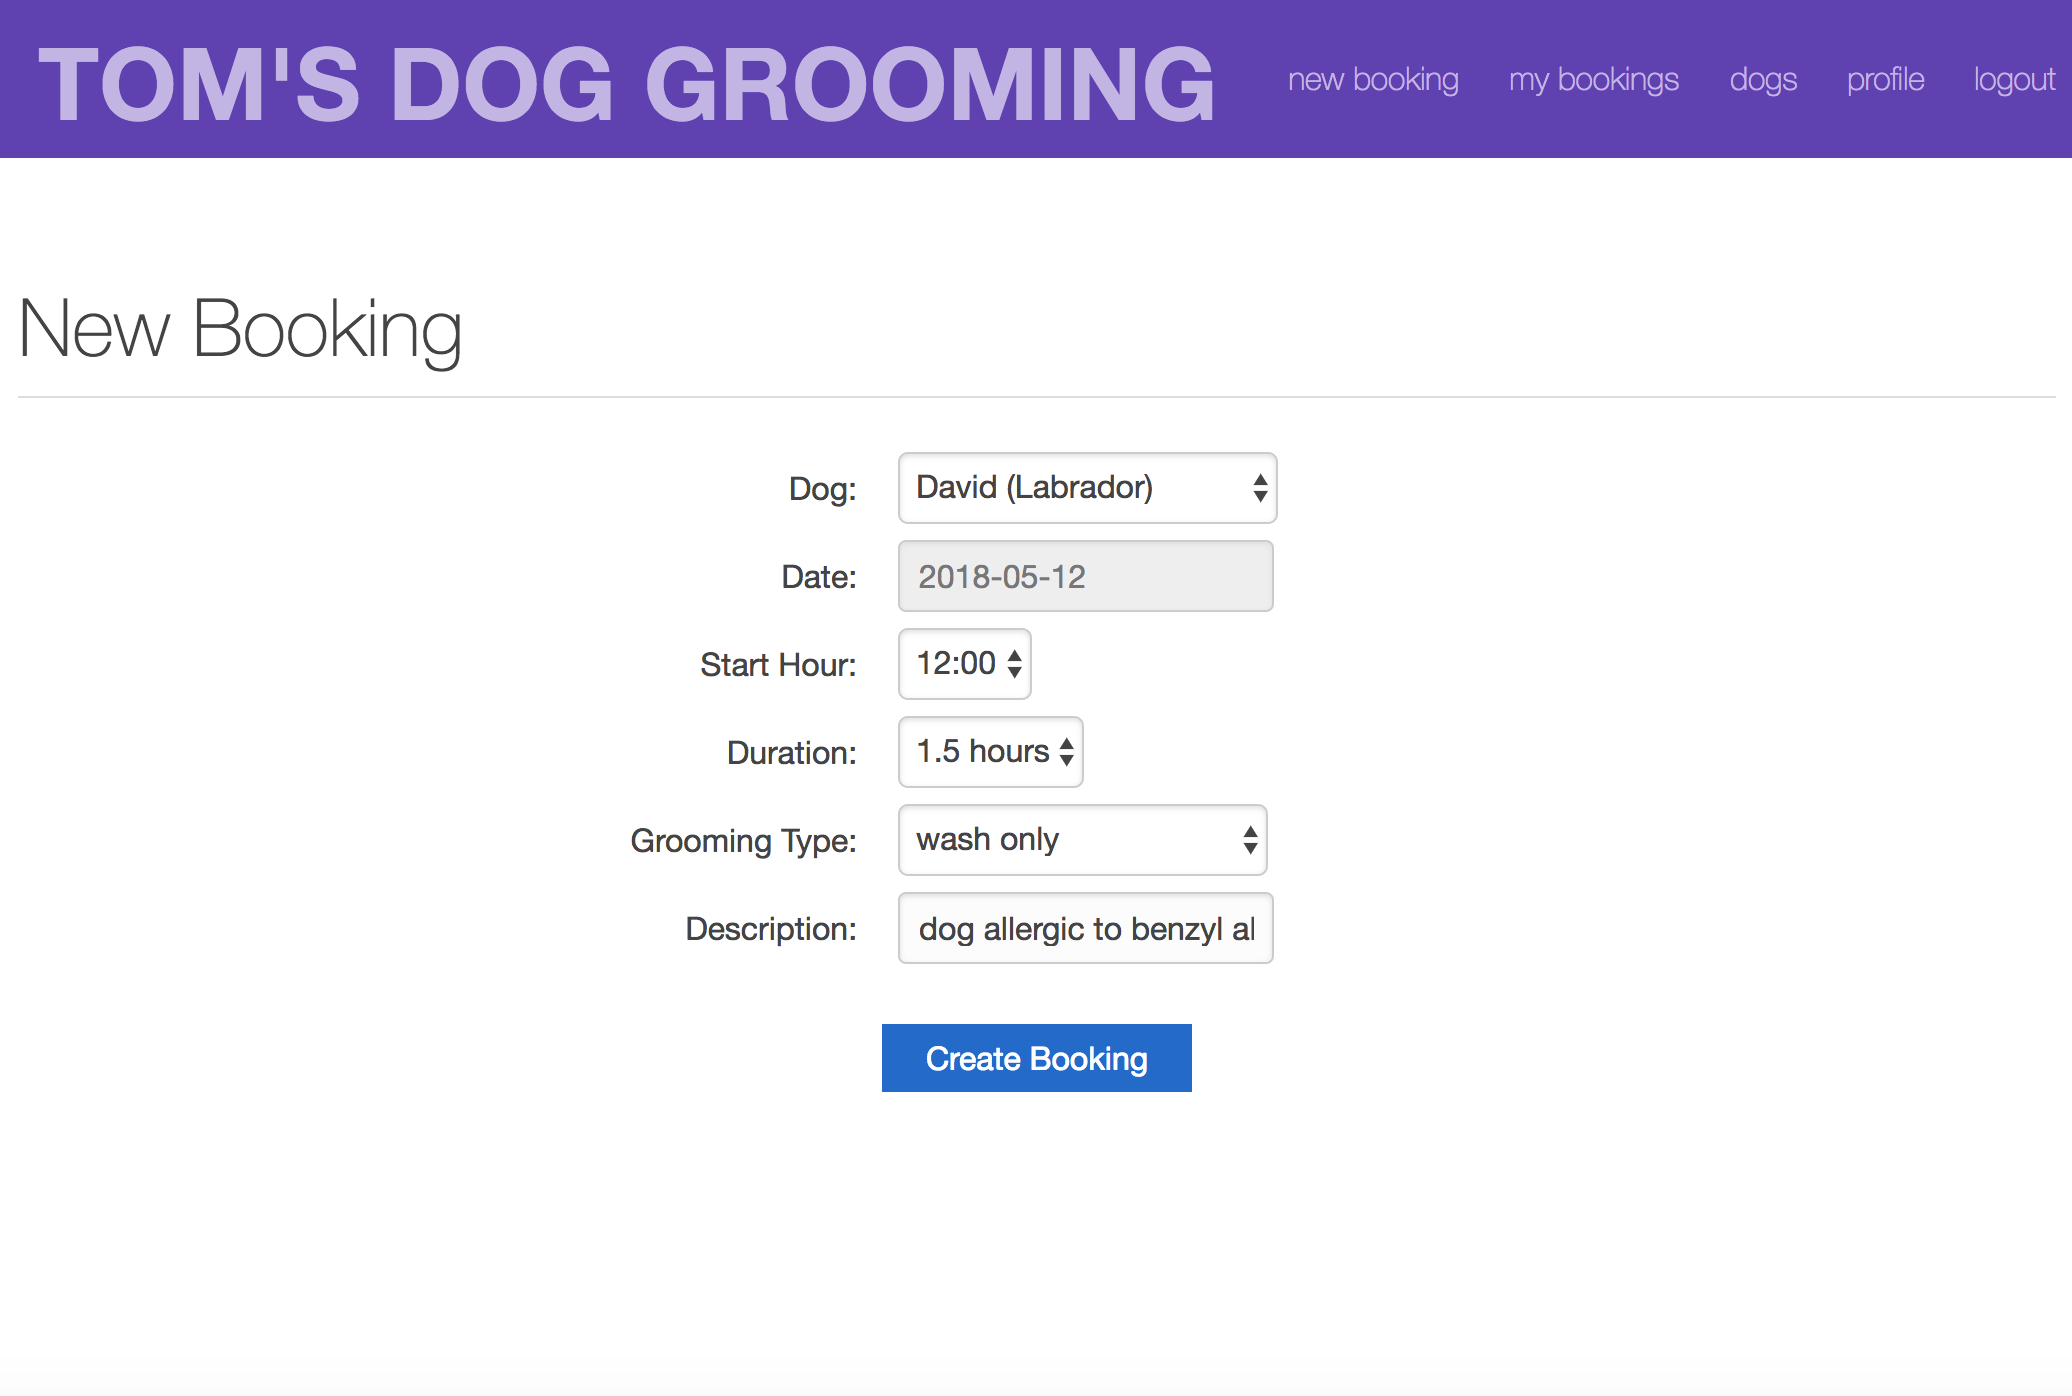 TOM'S DOG GROOMING
new booking my bookings dogs profile logout
New Booking
Dog: David (Labrador)
Date: 2018-05-12
Start Hour: 12:00
Duration: 1.5 hours
Grooming Type: wash only
Description: dog allergic to benzyl al
Create Booking